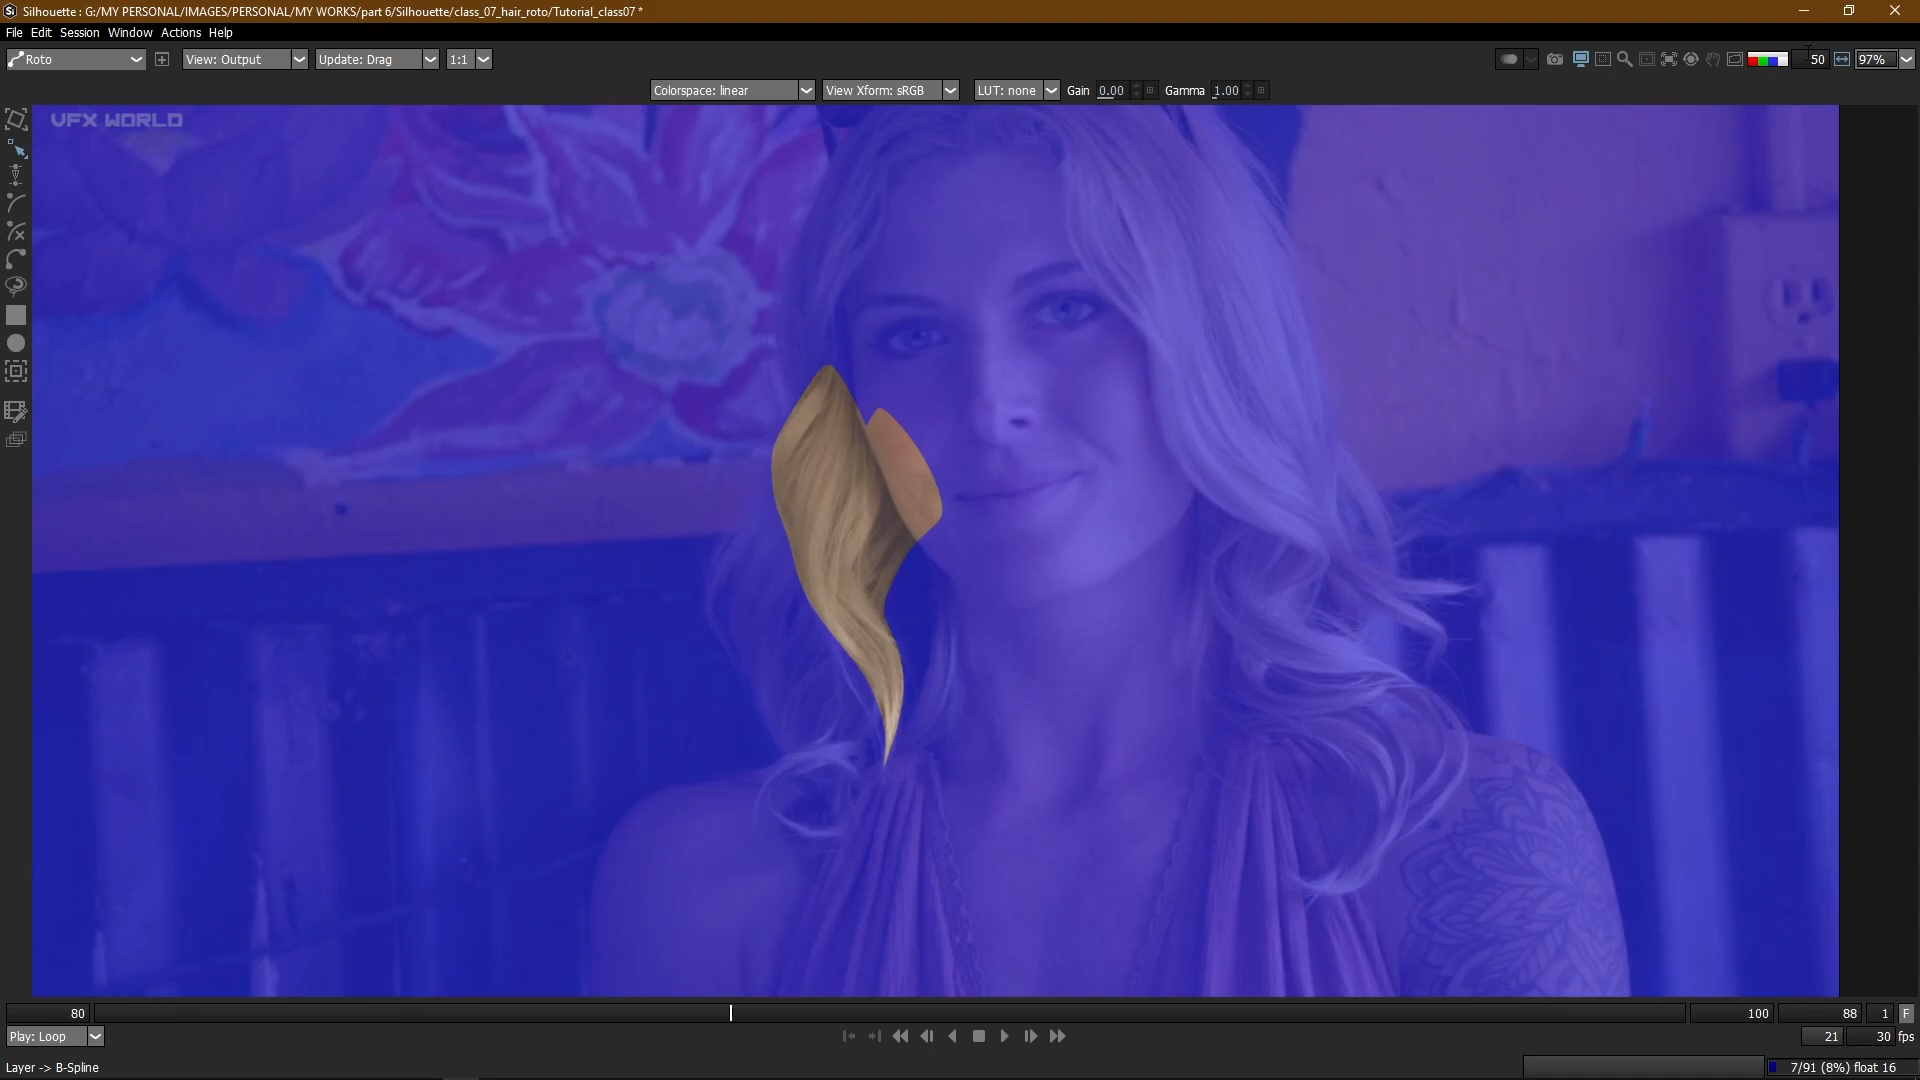 Silhouette : G:/MY PERSONAL/IMAGES/PERSONAL/MY WORKS/part 6/Silhouette/class_07_hair_roto/Tutorial_class07 *
File Edit Session Window Actions Help
Roto View: Output Update: Drag 1:1 50 97%
Colorspace: linear View Xform: sRGB LUT: none Gain 0.00 Gamma 1.00
VFX WORLD
80 100 88 1 F
Play: Loop 21 30 fps
Layer -> B-Spline 7/91 (8%) float 16